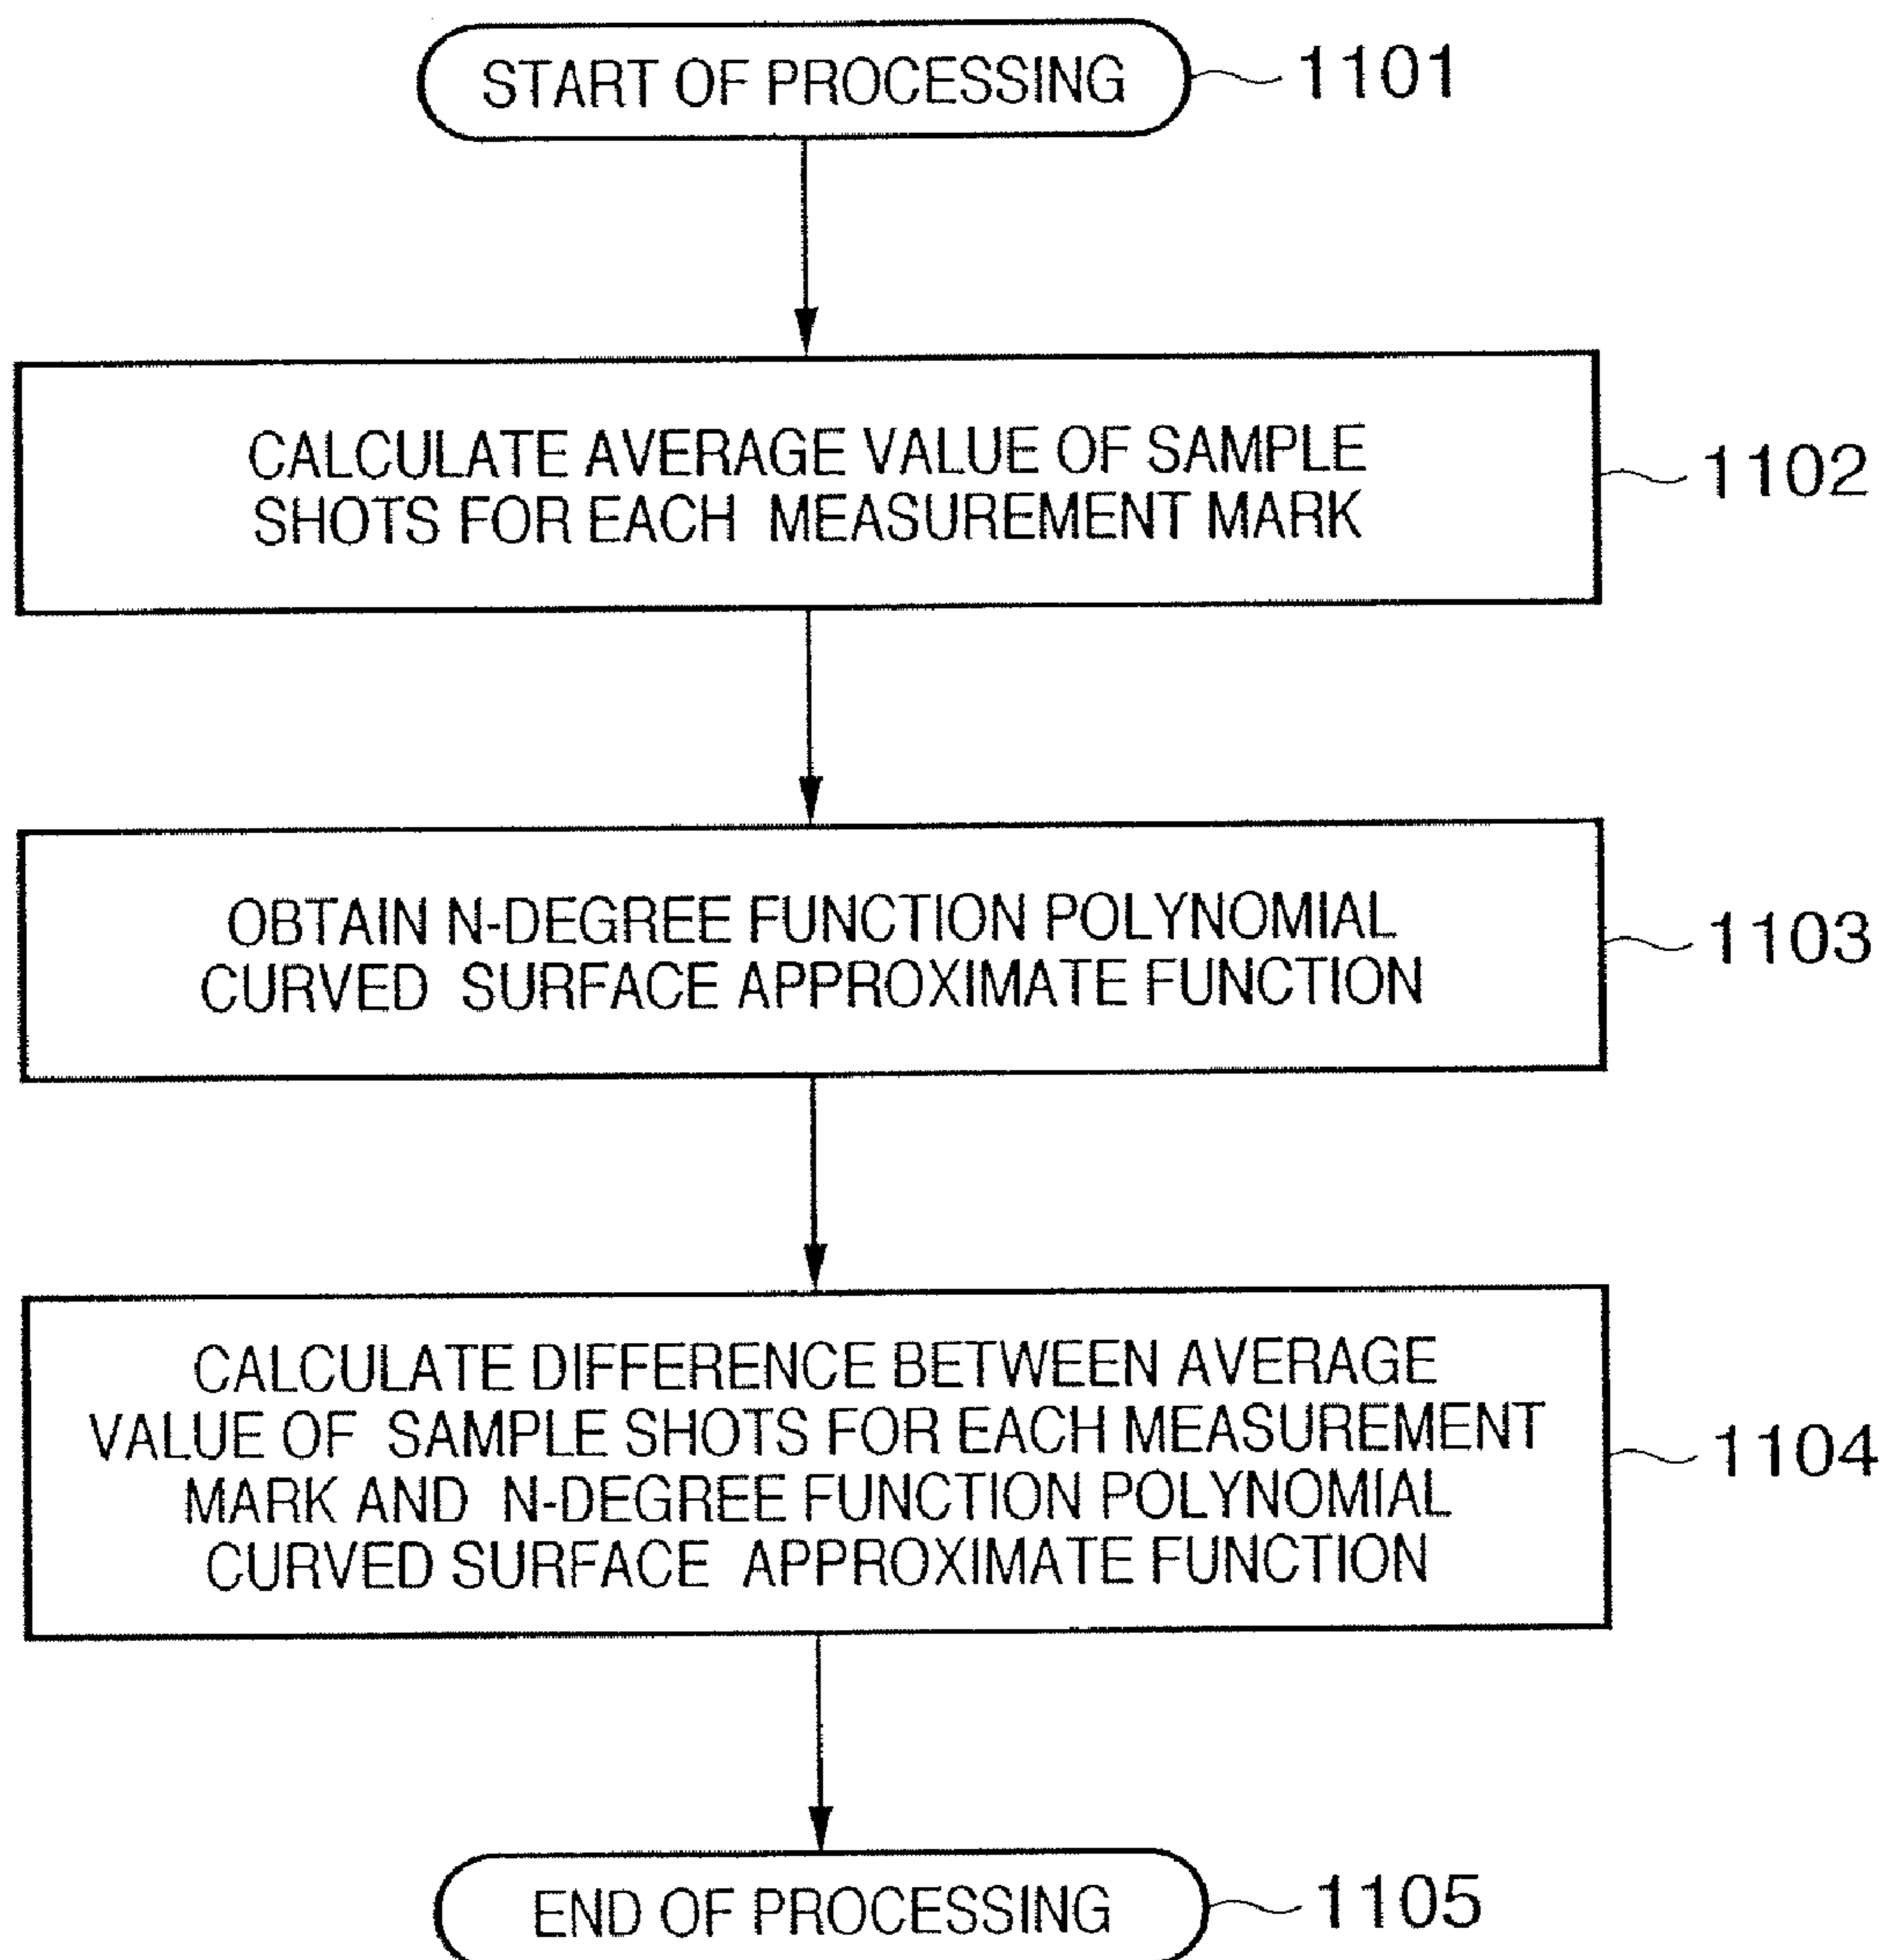 START OF PROCESSING
1101
CALCULATE AVERAGE VALUE OF SAMPLE
SHOTS FOR EACH MEASUREMENT MARK
1102
OBTAIN N-DEGREE FUNCTION POLYNOMIAL
CURVED SURFACE APPROXIMATE FUNCTION
1103
CALCULATE DIFFERENCE BETWEEN AVERAGE
VALUE OF SAMPLE SHOTS FOR EACH MEASUREMENT
MARK AND N-DEGREE FUNCTION POLYNOMIAL
CURVED SURFACE APPROXIMATE FUNCTION
1104
END OF PROCESSING
1105